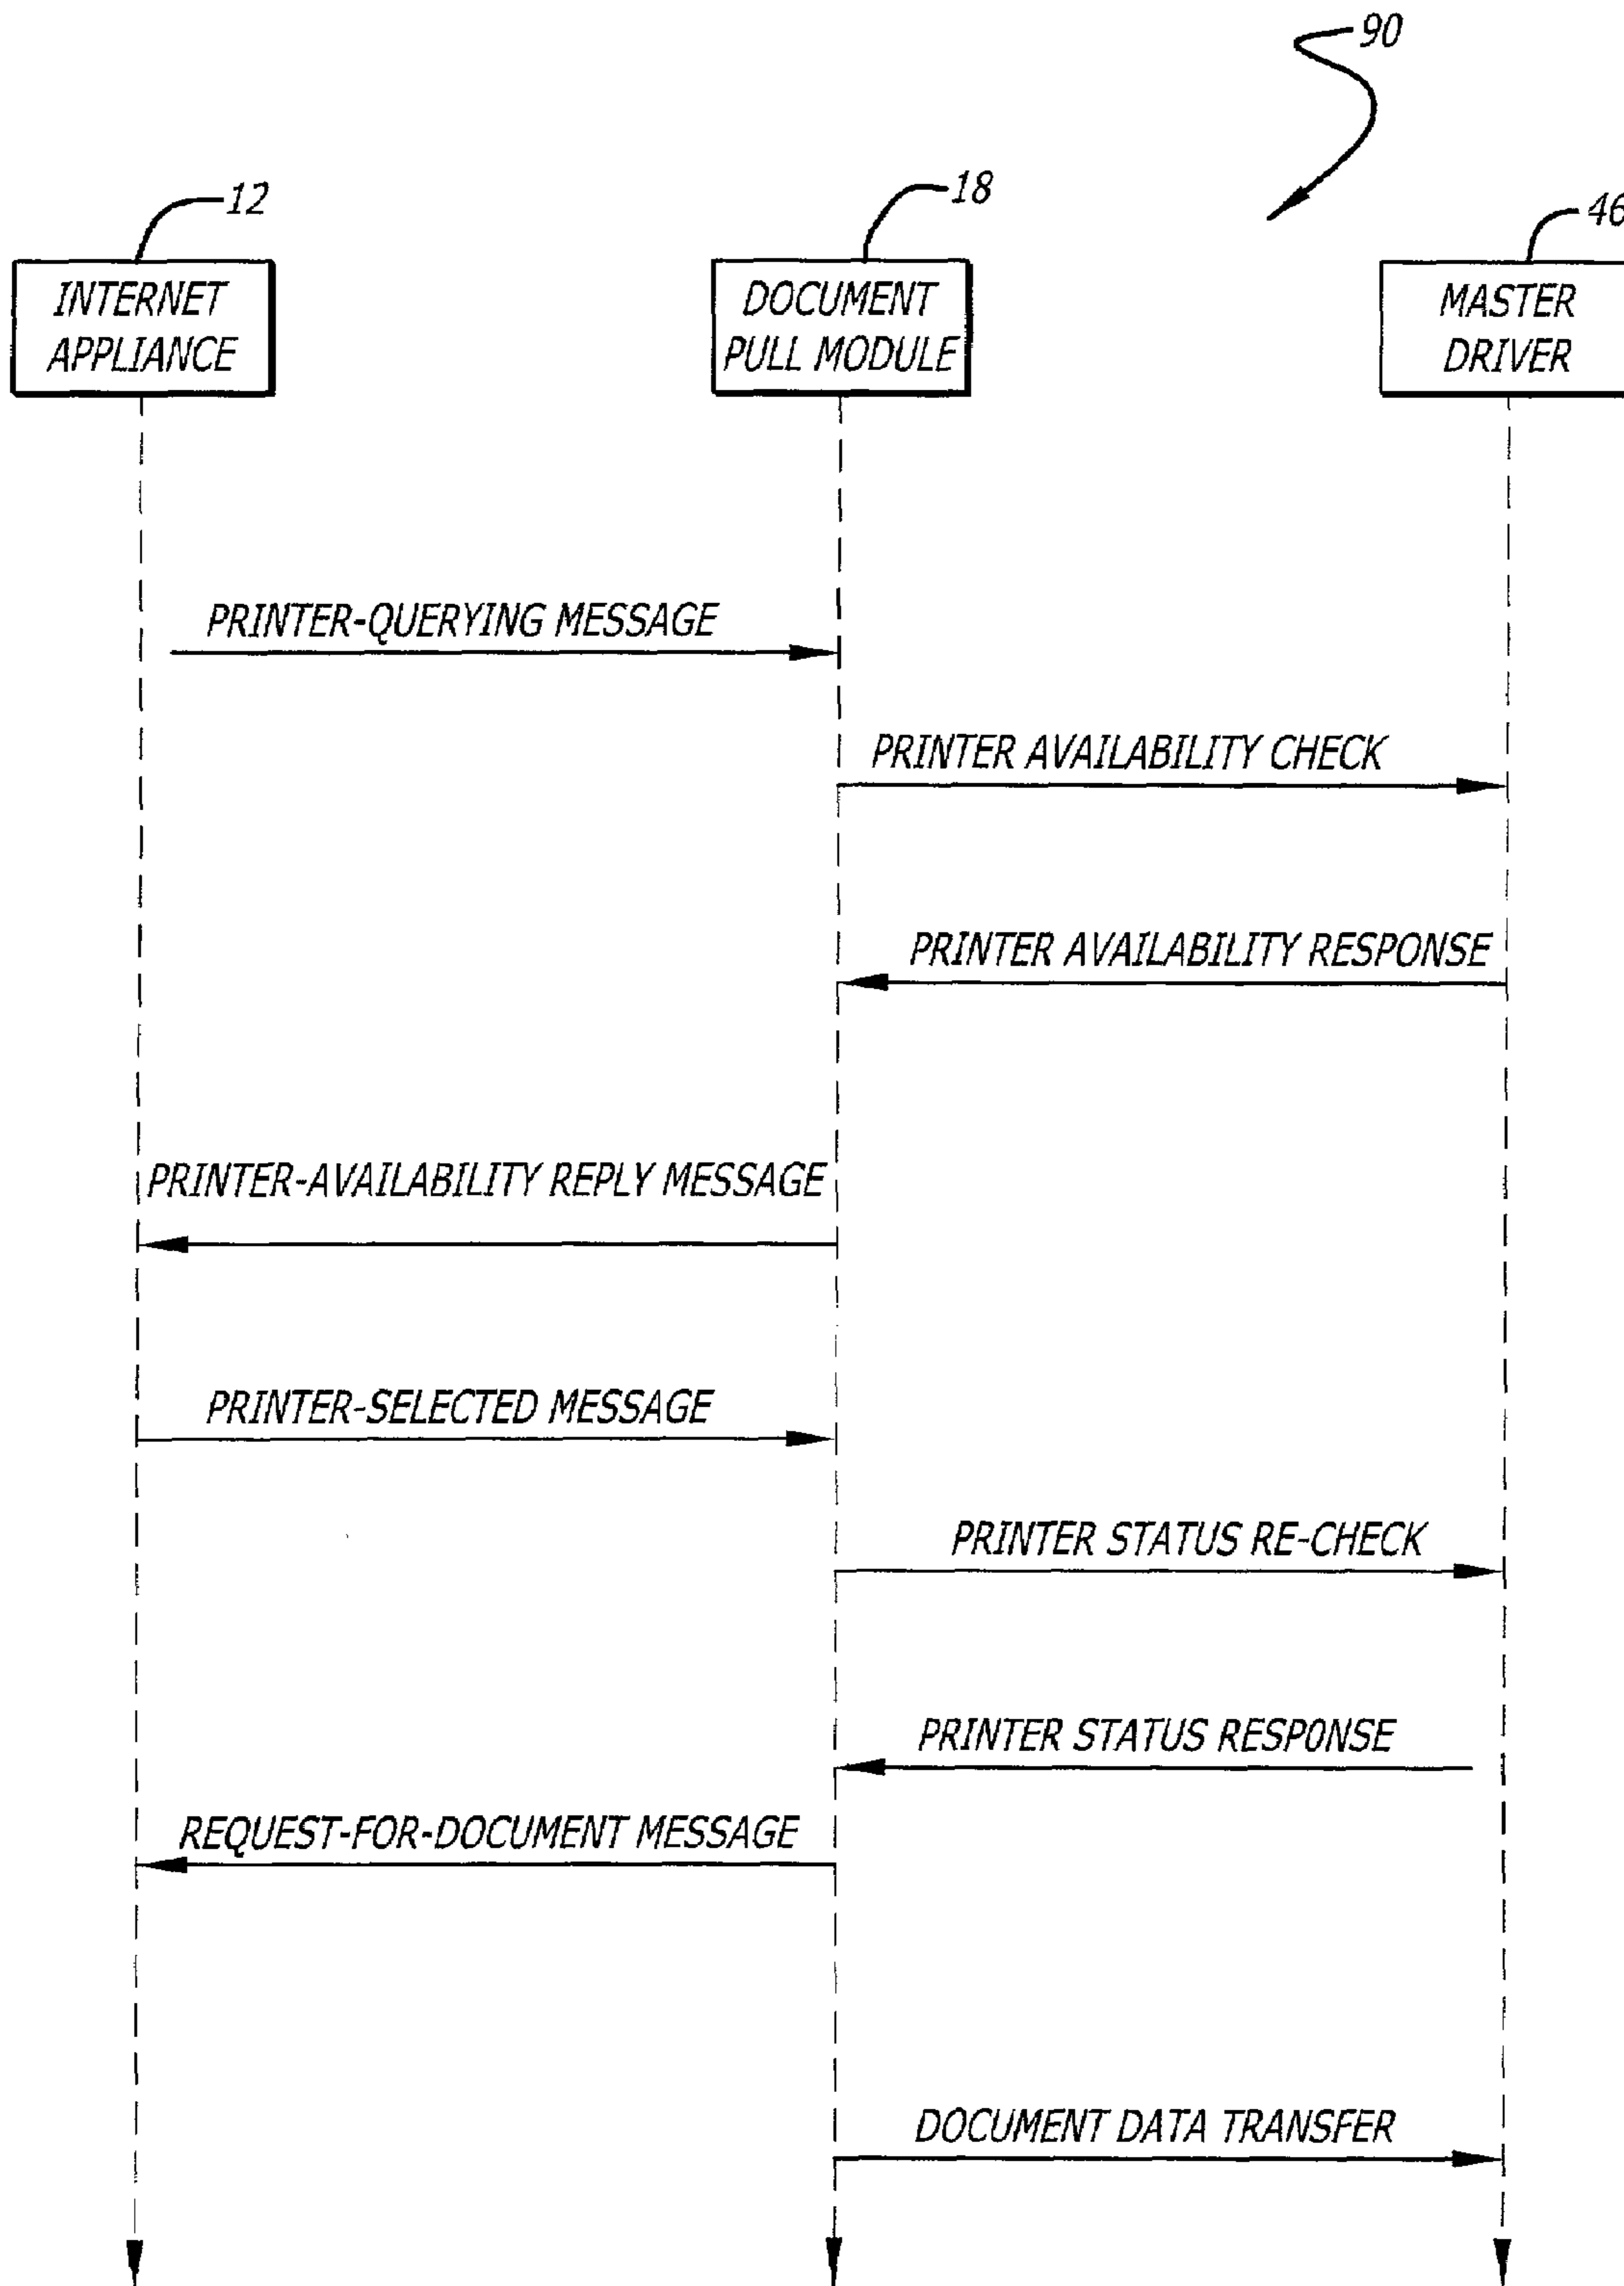 90
12
18
46
INTERNET
APPLIANCE
DOCUMENT
PULL MODULE
MASTER
DRIVER
PRINTER-QUERYING MESSAGE
PRINTER AVAILABILITY CHECK
PRINTER AVAILABILITY RESPONSE
PRINTER-AVAILABILITY REPLY MESSAGE
PRINTER-SELECTED MESSAGE
PRINTER STATUS RE-CHECK
PRINTER STATUS RESPONSE
REQUEST-FOR-DOCUMENT MESSAGE
DOCUMENT DATA TRANSFER